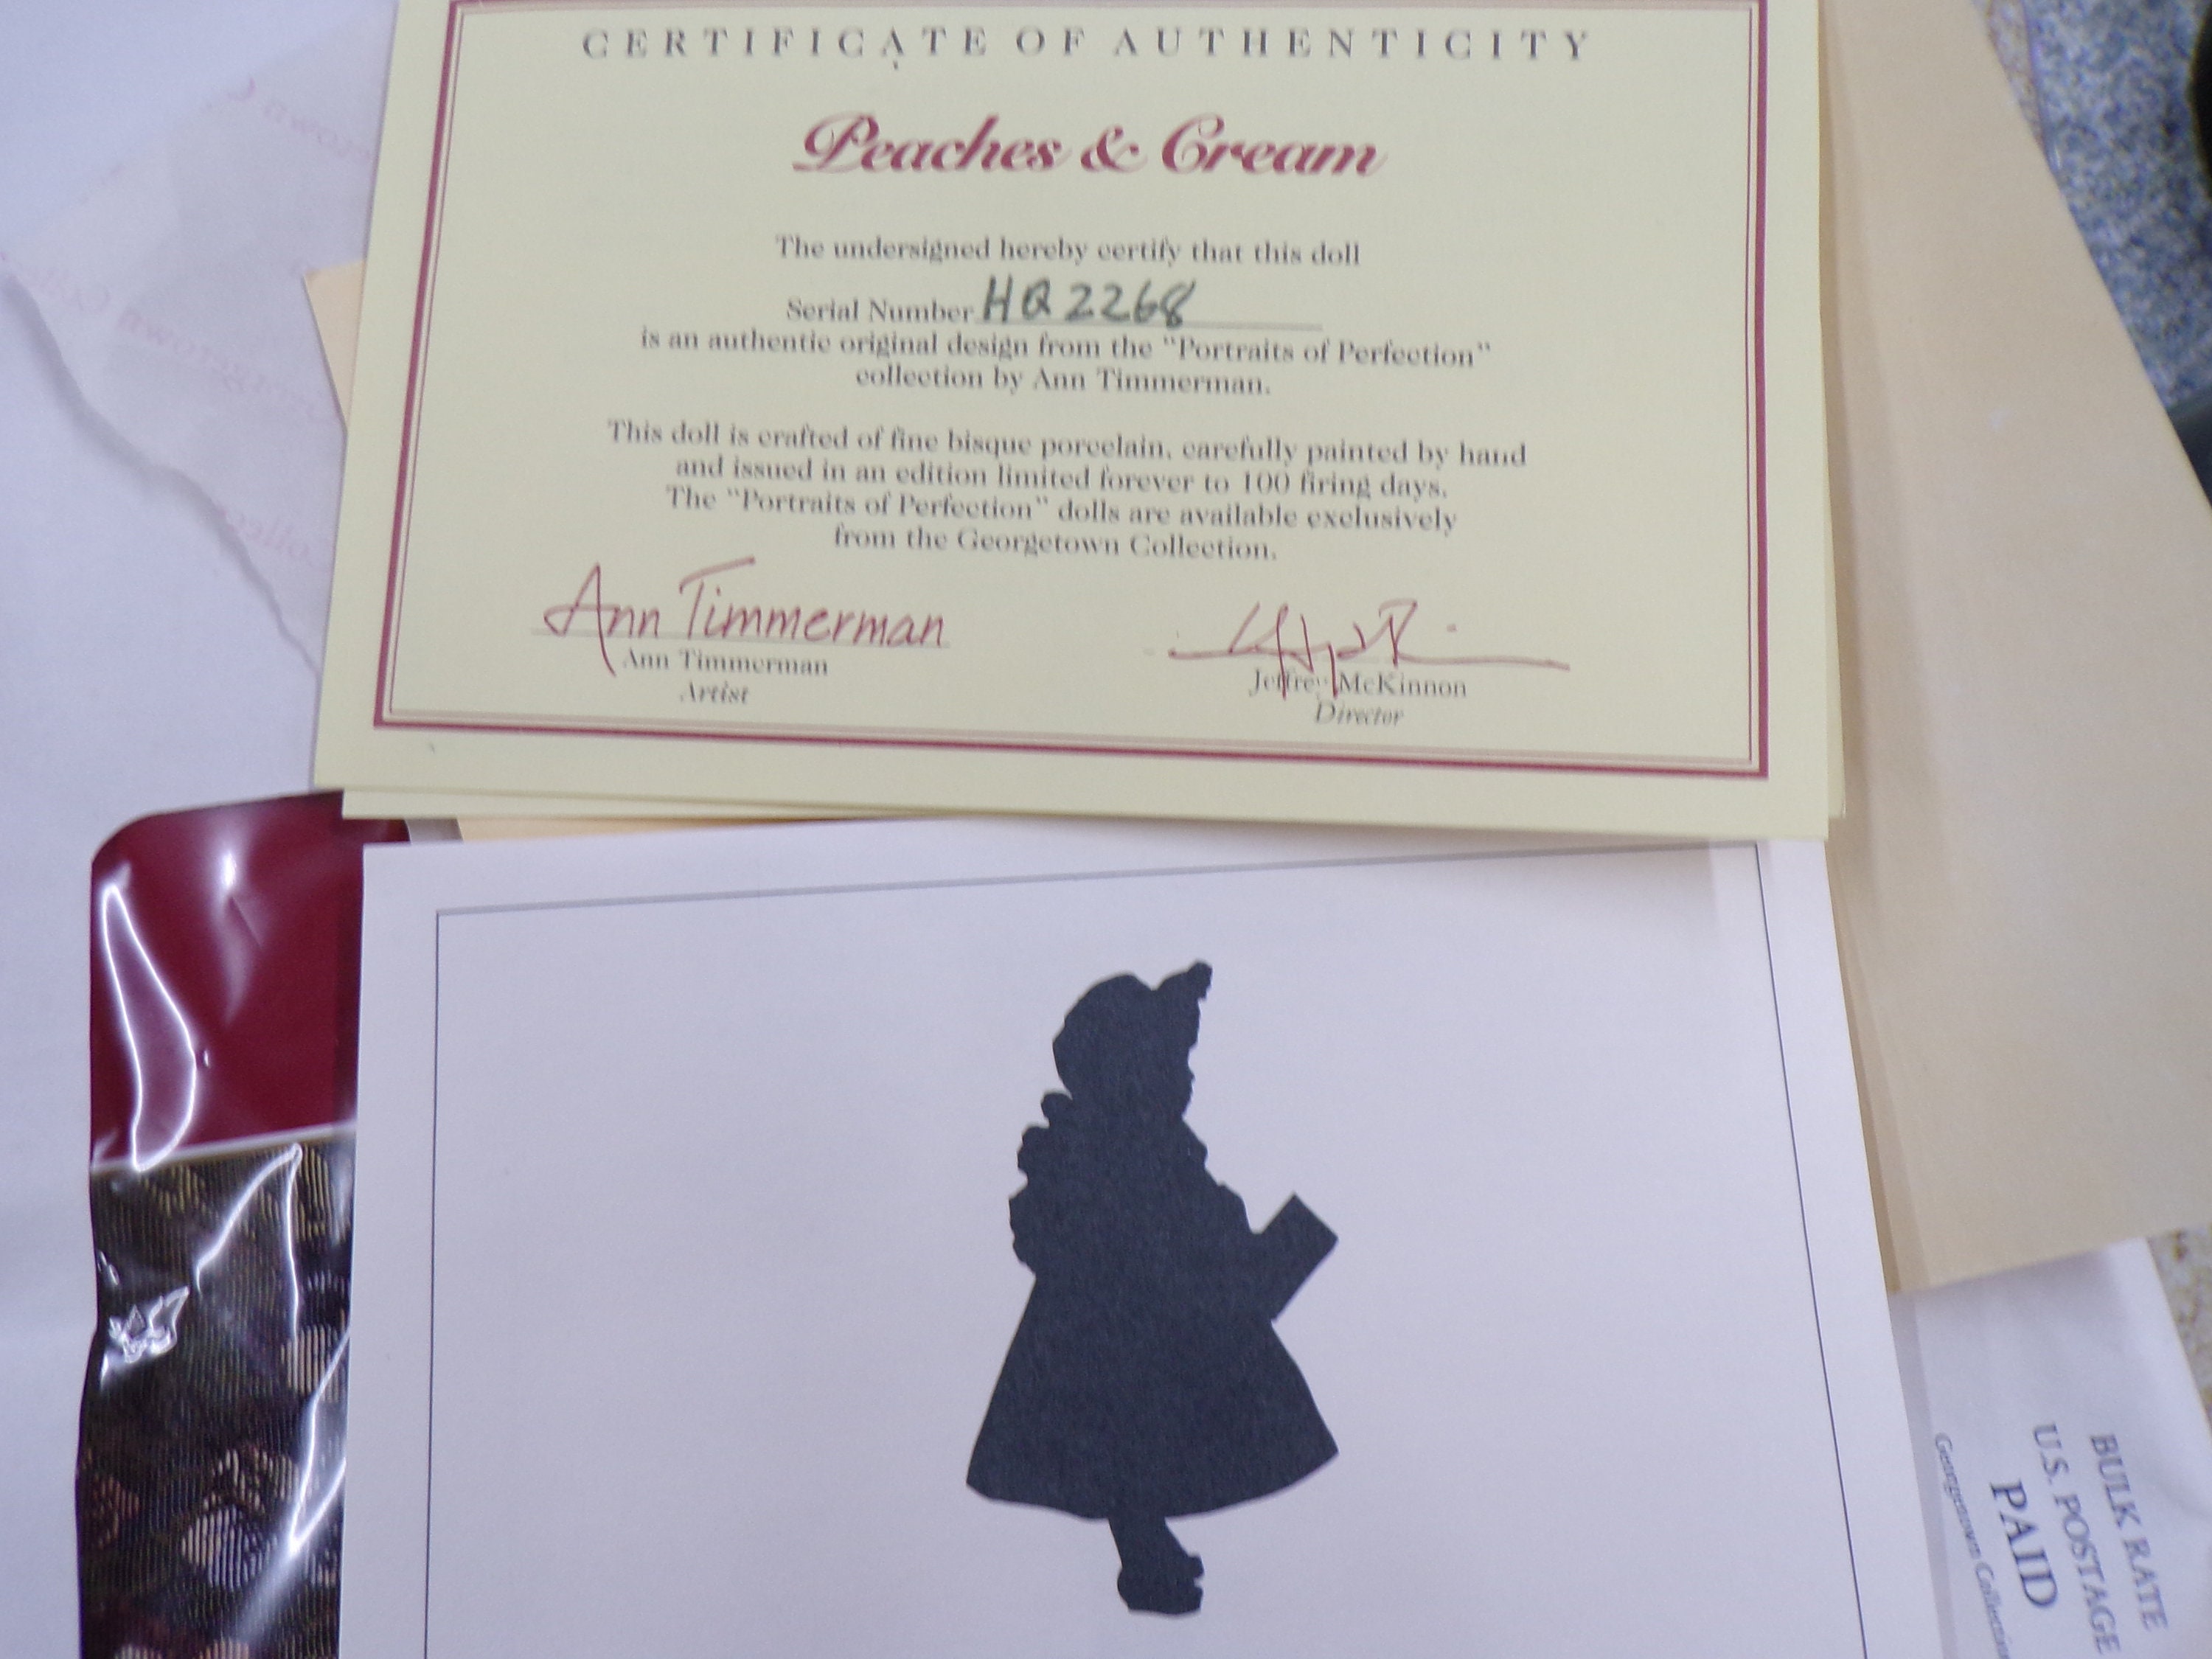 CERTIFICATE OF AUTHENTICITY
Peaches & Cream
The undersigned hereby certify that this doll
Serial Number HQ2268
is an authentic original design from the "Portraits of Perfection"
collection by Ann Timmerman.
This doll is crafted of fine bisque porcelain, carefully painted by hand
and issued in an edition limited forever to 100 firing days.
The "Portraits of Perfection" dolls are available exclusively
from the Georgetown Collection.
Ann Timmerman
Ann Timmerman
Artist
Jeffrey McKinnon
Director
BULK RATE
U.S. POSTAGE
PAID
Georgetown Collection